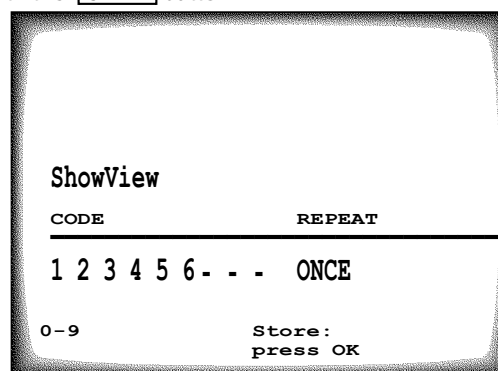 ShowView
CODE REPEAT
1 2 3 4 5 6 - - - ONCE
0-9 Store:
press OK